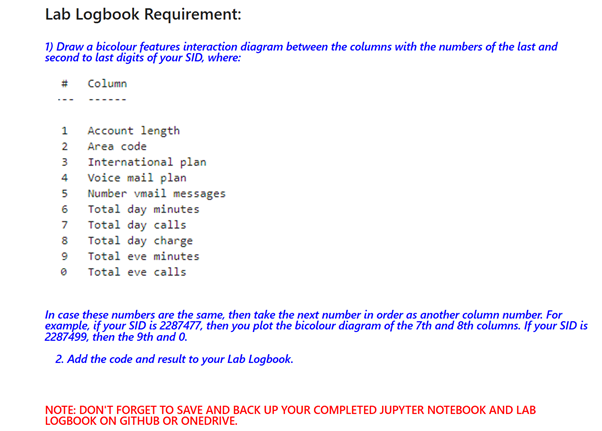 Lab Logbook Requirement:
1) Draw a bicolour features interaction diagram between the columns with the numbers of the last and
second to last digits of your SID, where:
# Column
--- ------
1 Account length
2 Area code
3 International plan
4 Voice mail plan
5 Number vmail messages
6 Total day minutes
7 Total day calls
8 Total day charge
9 Total eve minutes
0 Total eve calls
In case these numbers are the same, then take the next number in order as another column number. For
example, if your SID is 2287477, then you plot the bicolour diagram of the 7th and 8th columns. If your SID is
2287499, then the 9th and 0.
2. Add the code and result to your Lab Logbook.
NOTE: DON'T FORGET TO SAVE AND BACK UP YOUR COMPLETED JUPYTER NOTEBOOK AND LAB
LOGBOOK ON GITHUB OR ONEDRIVE.